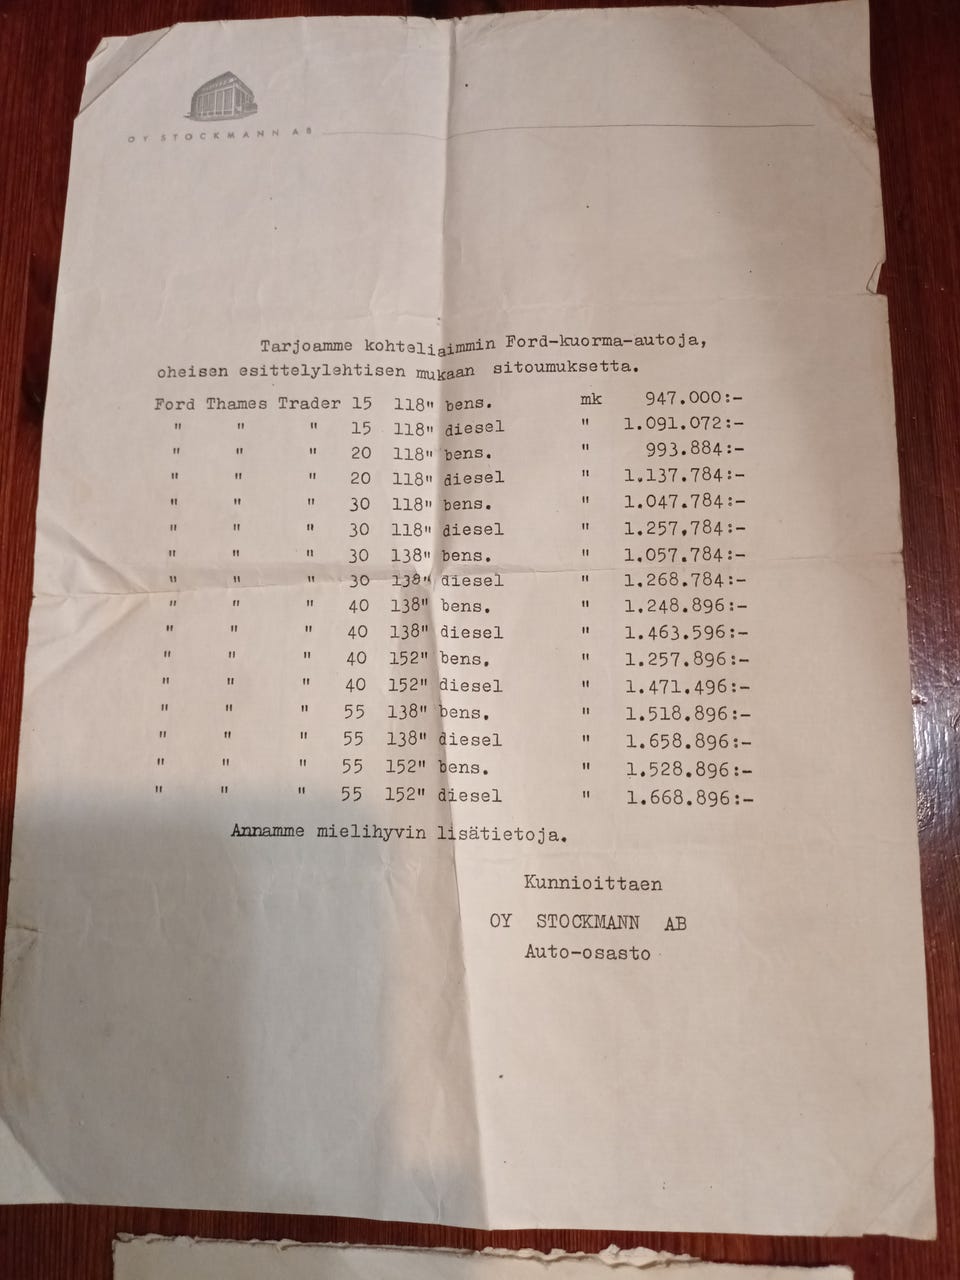 OY STOCKMANN AB
Tarjoamme kohteliaimmin Ford-kuorma-autoja,
oheisen esittelylehtisen mukaan sitoumuksetta.
Ford Thames Trader 15 118" bens. mk 947.000:-
" " " 15 118" diesel " 1.091.072:-
" " " 20 118" bens. " 993.884:-
" " " 20 118" diesel " 1.137.784:-
" " " 30 118" bens. " 1.047.784:-
" " " 30 118" diesel " 1.257.784:-
" " " 30 138" bens. " 1.057.784:-
" " " 30 138" diesel " 1.268.784:-
" " " 40 138" bens. " 1.248.896:-
" " " 40 138" diesel " 1.463.596:-
" " " 40 152" bens. " 1.257.896:-
" " " 40 152" diesel " 1.471.496:-
" " " 55 138" bens. " 1.518.896:-
" " " 55 138" diesel " 1.658.896:-
" " " 55 152" bens. " 1.528.896:-
" " " 55 152" diesel " 1.668.896:-
Annamme mielihyvin lisätietoja.
Kunnioittaen
OY STOCKMANN AB
Auto-osasto